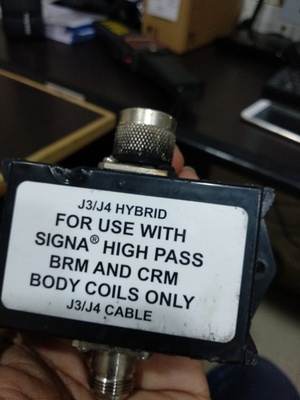 J3/J4 HYBRID
FOR USE WITH
SIGNA® HIGH PASS
BRM AND CRM
BODY COILS ONLY
J3/J4 CABLE